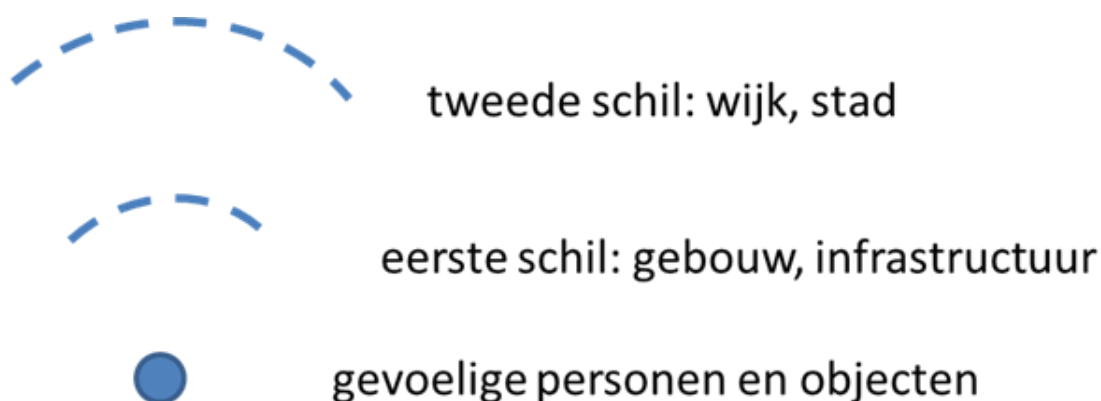 tweede schil: wijk, stad
eerste schil: gebouw, infrastructuur
gevoelige personen en objecten